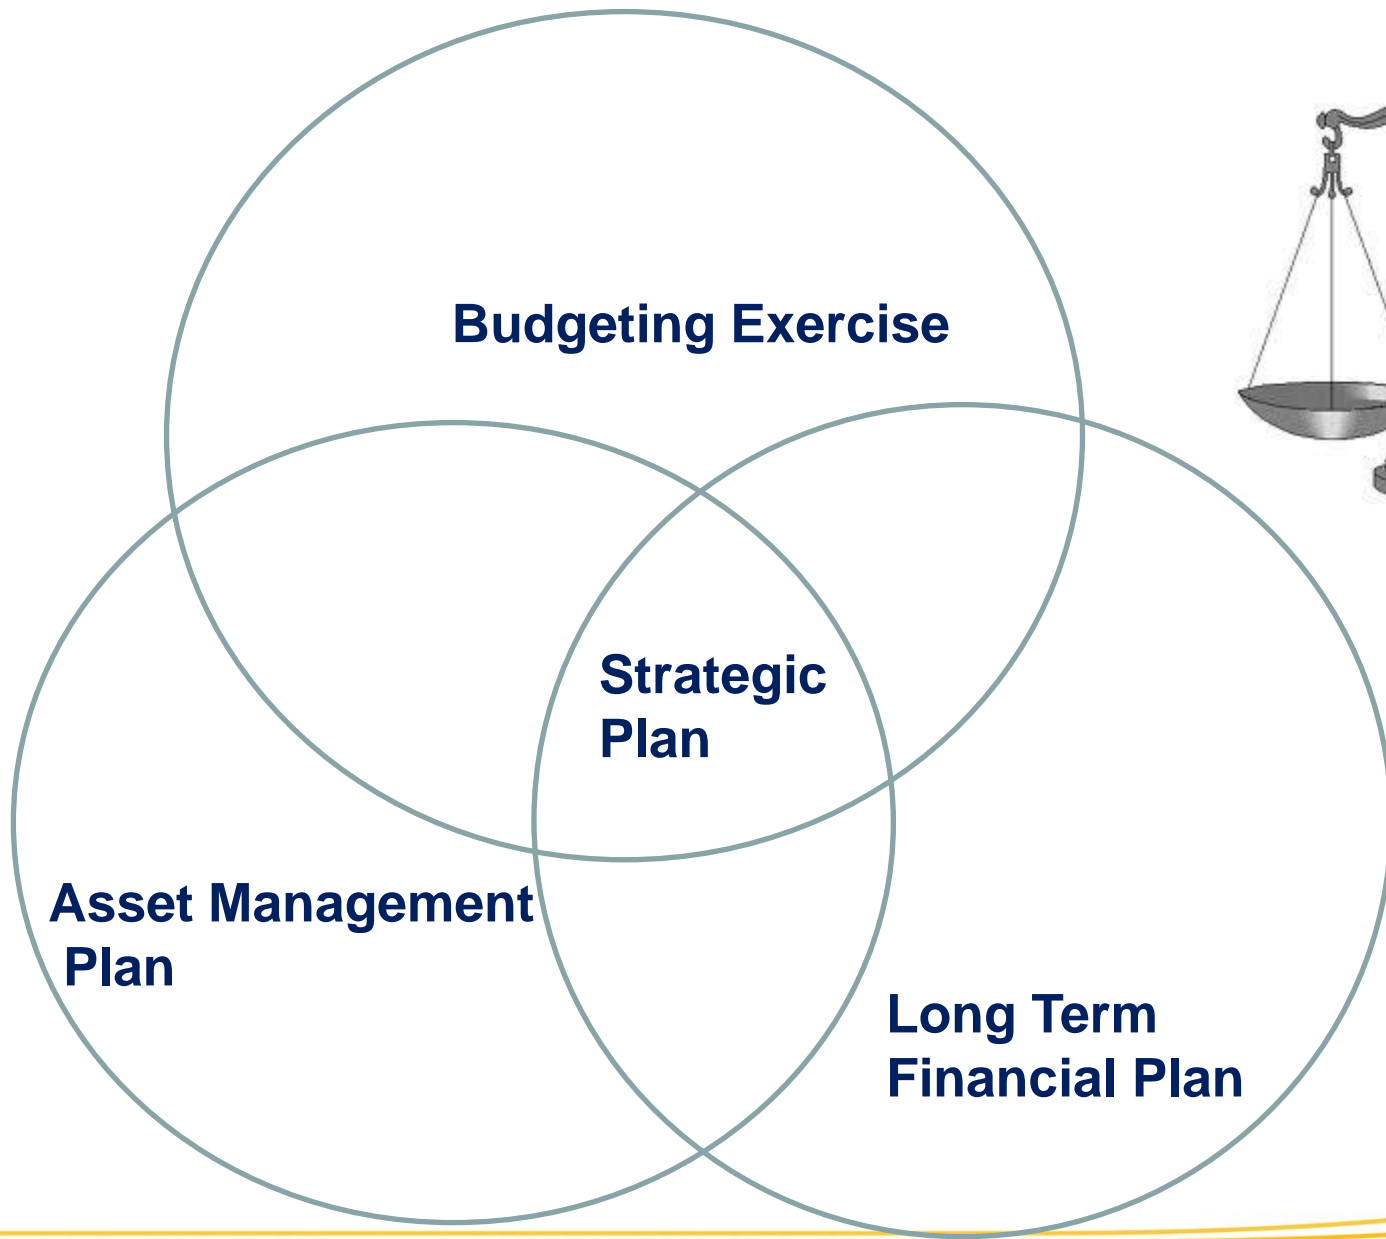 Budgeting Exercise
Strategic
Plan
Asset Management
Plan
Long Term
Financial Plan